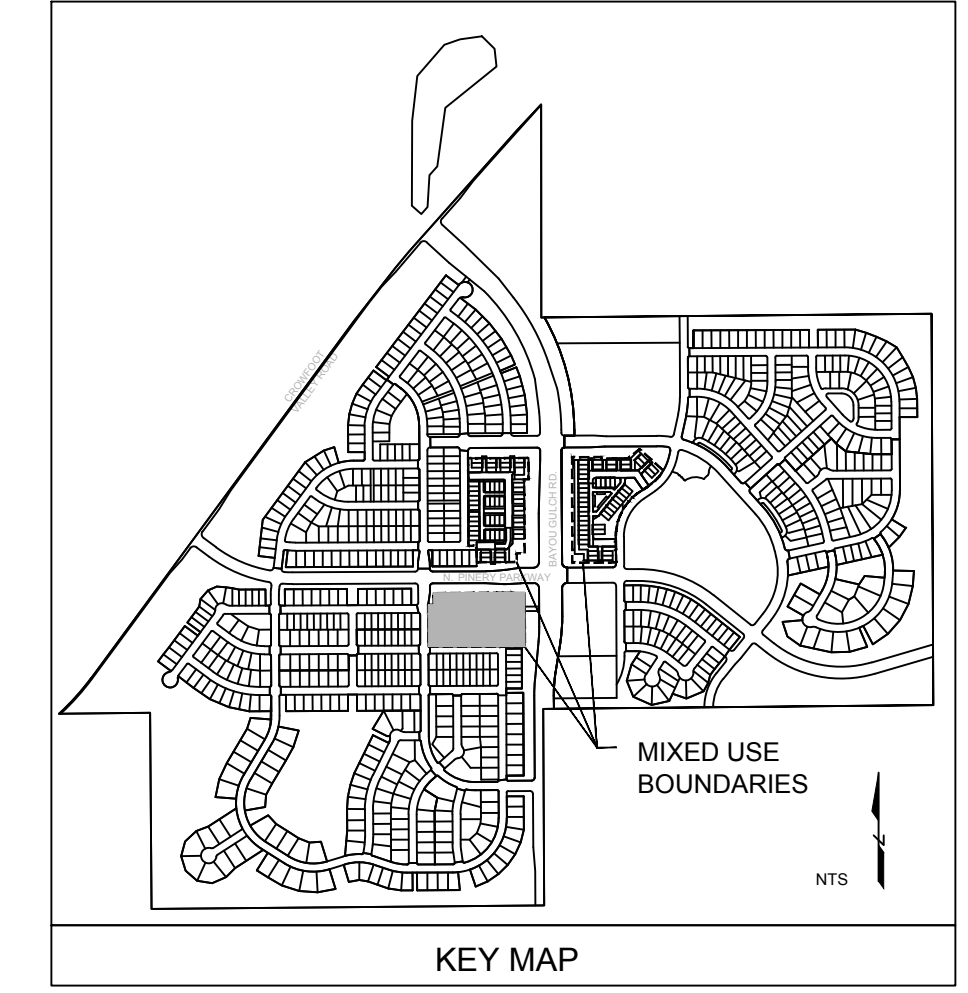 CROWFOOT
VALLEY ROAD
BAYOU GULCH RD.
N. PINERY PARKWAY
MIXED USE
BOUNDARIES
N
NTS
KEY MAP